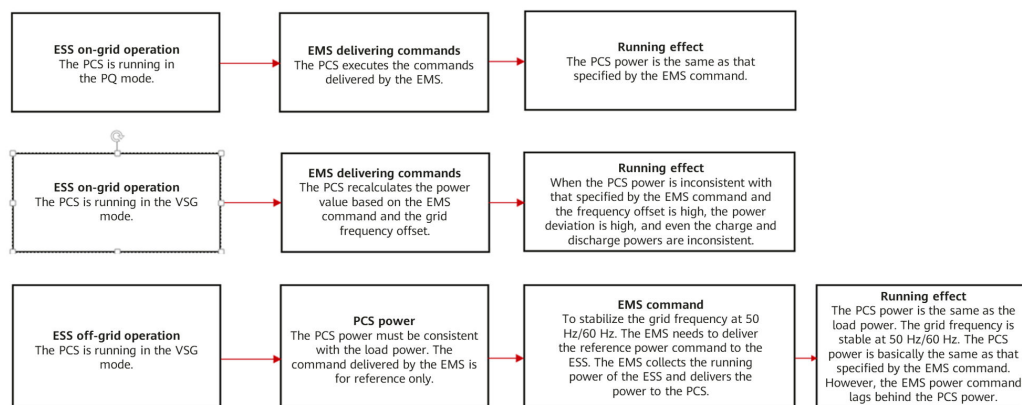 ESS on-grid operation
The PCS is running in
the PQ mode.
EMS delivering commands
The PCS executes the commands
delivered by the EMS.
Running effect
The PCS power is the same as that
specified by the EMS command.
ESS on-grid operation
The PCS is running in the VSG
mode.
EMS delivering commands
The PCS recalculates the power
value based on the EMS
command and the grid
frequency offset.
Running effect
When the PCS power is inconsistent with
that specified by the EMS command and
the frequency offset is high, the power
deviation is high, and even the charge and
discharge powers are inconsistent.
ESS off-grid operation
The PCS is running in the VSG
mode.
PCS power
The PCS power must be consistent
with the load power. The
command delivered by the EMS is
for reference only.
EMS command
To stabilize the grid frequency at 50
Hz/60 Hz. The EMS needs to deliver
the reference power command to the
ESS. The EMS collects the running
power of the ESS and delivers the
power to the PCS.
Running effect
The PCS power is the same as the
load power. The grid frequency is
stable at 50 Hz/60 Hz. The PCS
power is basically the same as that
specified by the EMS command.
However, the EMS power command
lags behind the PCS power.